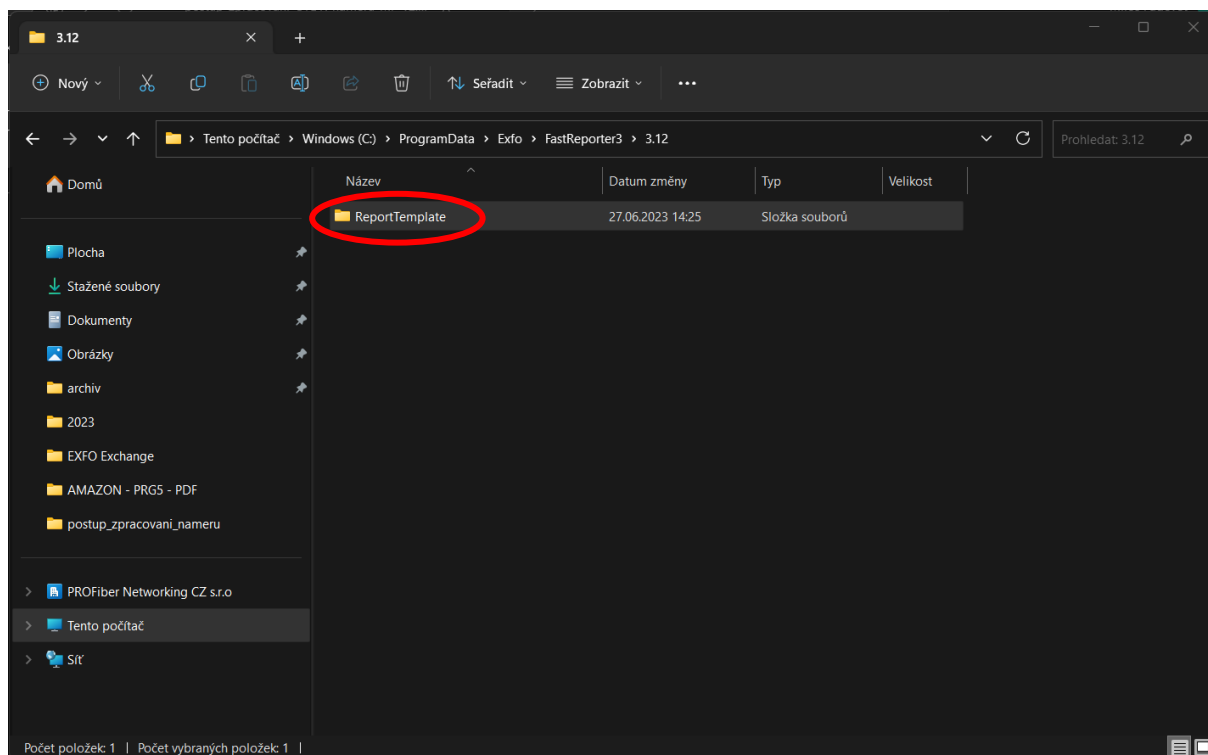 3.12
Nový
Seřadit
Zobrazit
Tento počítač > Windows (C:) > ProgramData > Exfo > FastReporter3 > 3.12
Prohledat: 3.12
Domů
Název Datum změny Typ Velikost
ReportTemplate 27.06.2023 14:25 Složka souborů
Plocha
Stažené soubory
Dokumenty
Obrázky
archiv
2023
EXFO Exchange
AMAZON - PRG5 - PDF
postup_zpracovani_nameru
PROFiber Networking CZ s.r.o
Tento počítač
Síť
Počet položek: 1 | Počet vybraných položek: 1 |